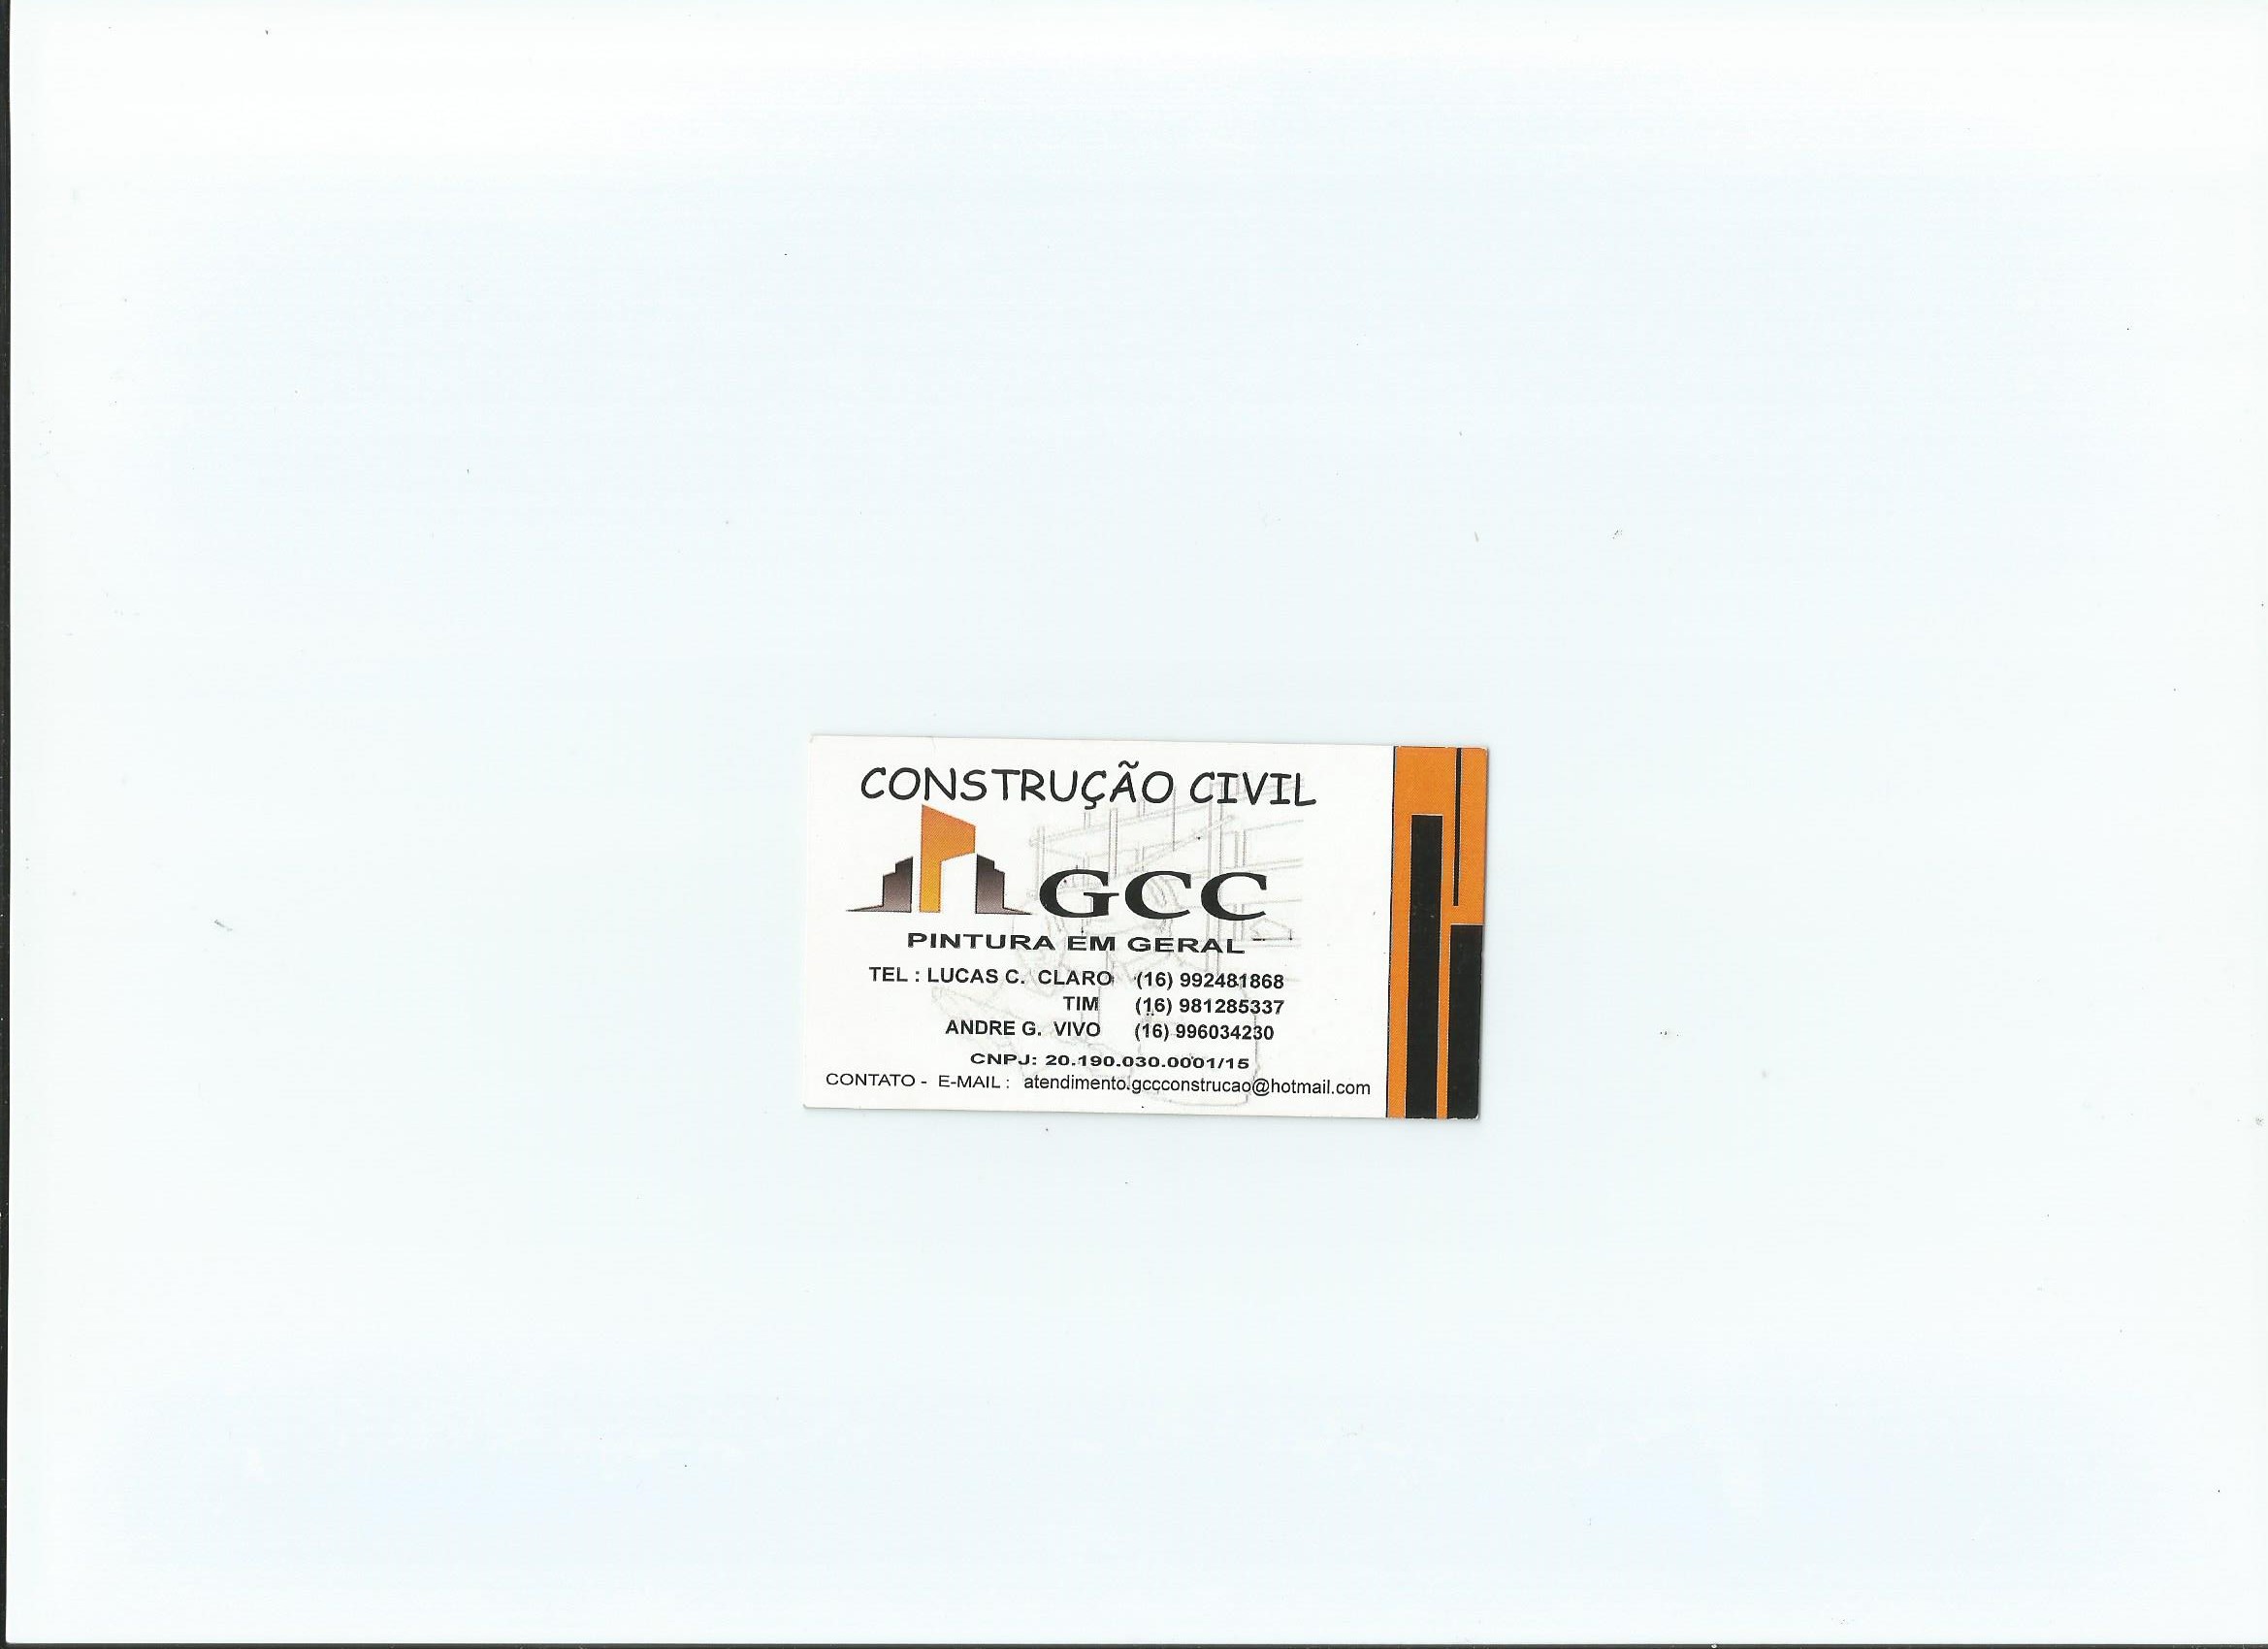 CONSTRUÇÃO CIVIL
GCC
PINTURA EM GERAL
TEL : LUCAS C. CLARO (16) 992481868
TIM (16) 981285337
ANDRE G. VIVO (16) 996034230
CNPJ: 20.190.030.0001/15
CONTATO - E-MAIL : atendimento.gccconstrucao@hotmail.com